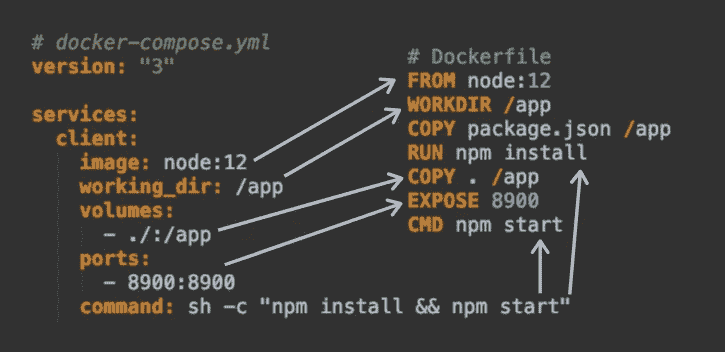 # docker-compose.yml
version: "3"
services:
client:
image: node:12
working_dir: /app
volumes:
- ./:/app
ports:
- 8900:8900
command: sh -c "npm install && npm start"
# Dockerfile
FROM node:12
WORKDIR /app
COPY package.json /app
RUN npm install
COPY . /app
EXPOSE 8900
CMD npm start